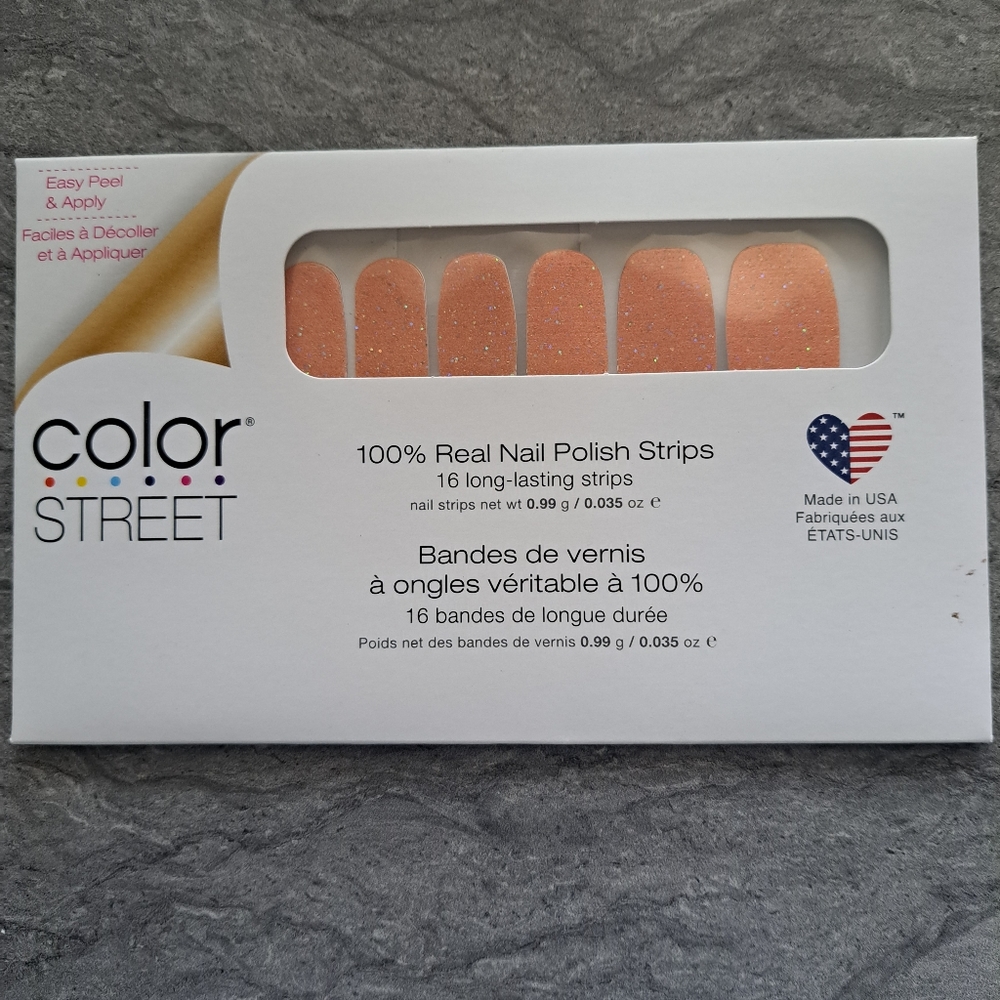 Easy Peel
& Apply
Faciles à Décoller
et à Appliquer
color®
STREET
100% Real Nail Polish Strips
16 long-lasting strips
nail strips net wt 0.99 g / 0.035 oz ℮
Bandes de vernis
à ongles véritable à 100%
16 bandes de longue durée
Poids net des bandes de vernis 0.99 g / 0.035 oz ℮
™
Made in USA
Fabriquées aux
ÉTATS-UNIS